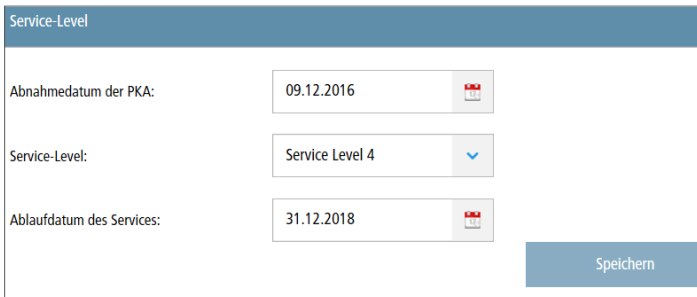 Service-Level
Abnahmedatum der PKA: 09.12.2016
Service-Level: Service Level 4
Ablaufdatum des Services: 31.12.2018
Speichern